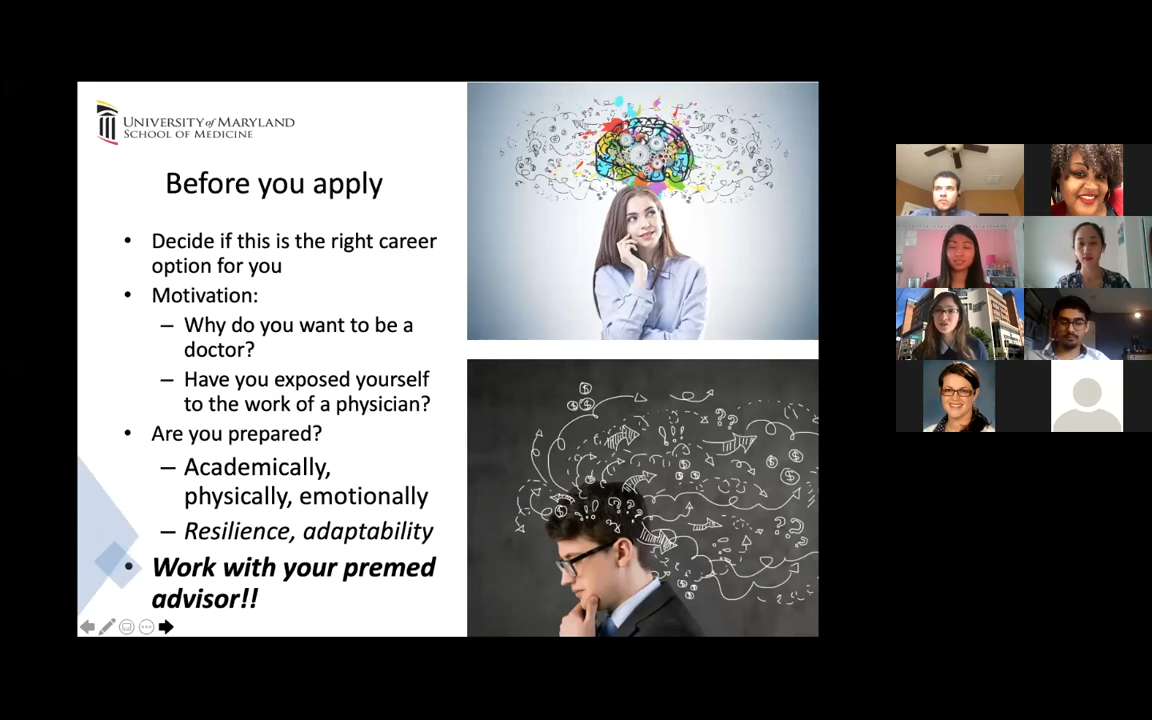 UNIVERSITY of MARYLAND
SCHOOL OF MEDICINE
Before you apply
• Decide if this is the right career
option for you
• Motivation:
– Why do you want to be a
doctor?
– Have you exposed yourself
to the work of a physician?
• Are you prepared?
– Academically,
physically, emotionally
– Resilience, adaptability
• Work with your premed
advisor!!